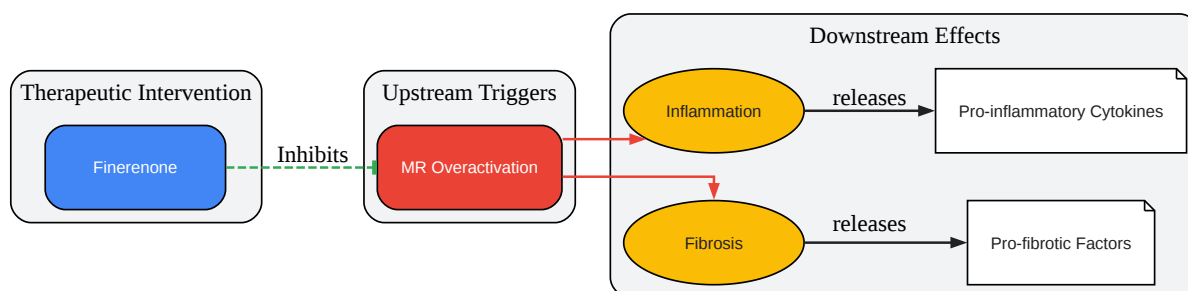 Downstream Effects
Therapeutic Intervention
Upstream Triggers
Finerenone
Inhibits
MR Overactivation
Inflammation
releases
Pro-inflammatory Cytokines
Fibrosis
releases
Pro-fibrotic Factors